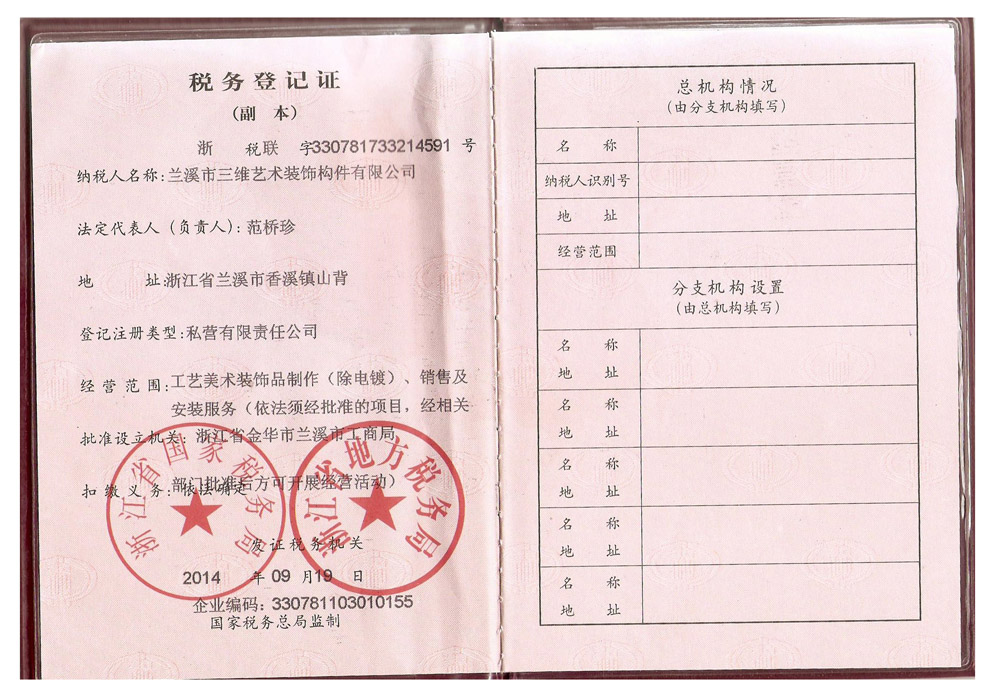 税务登记证
(副 本)
浙 税联 字330781733214591 号
纳税人名称:兰溪市三维艺术装饰构件有限公司
法定代表人（负责人）:范桥珍
地 址:浙江省兰溪市香溪镇山背
登记注册类型:私营有限责任公司
经营范围:工艺美术装饰品制作（除电镀）、销售及
安装服务（依法须经批准的项目，经相关
批准设立机关:浙江省金华市兰溪市工商局
部门批准后方可开展经营活动）
扣缴义务:依法确定
浙江省国家税务局
浙江省地方税务局
发证税务机关
2014 年 09 月 19 日
企业编码:330781103010155
国家税务总局监制
总机构情况
(由分支机构填写)
名 称
纳税人识别号
地 址
经营范围
分支机构设置
(由总机构填写)
名 称
地 址
名 称
地 址
名 称
地 址
名 称
地 址
名 称
地 址